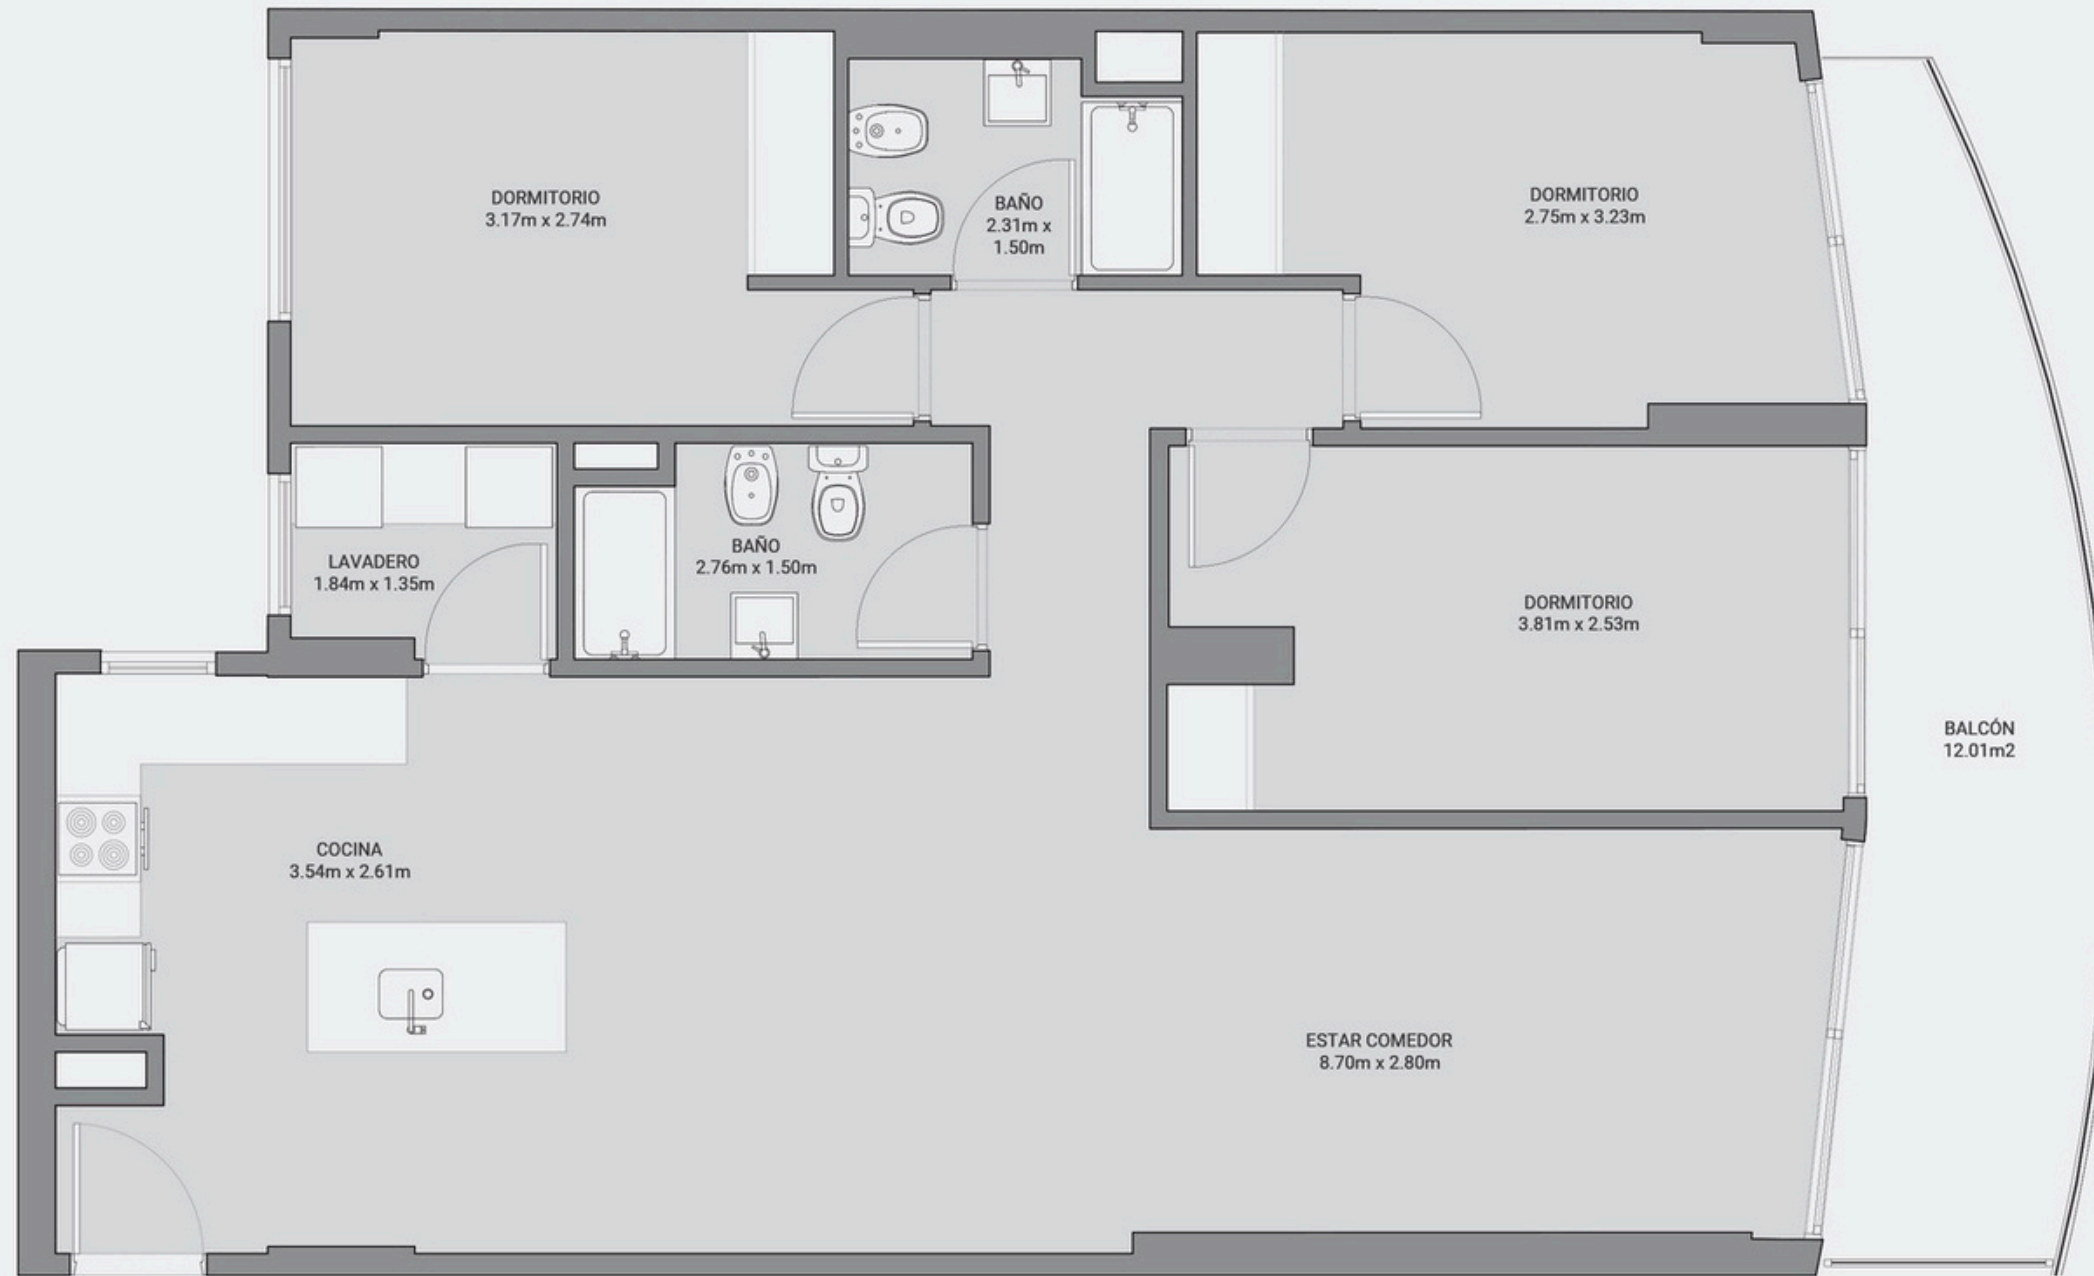 DORMITORIO
3.17m x 2.74m
BAÑO
2.31m x
1.50m
DORMITORIO
2.75m x 3.23m
LAVADERO
1.84m x 1.35m
BAÑO
2.76m x 1.50m
DORMITORIO
3.81m x 2.53m
BALCÓN
12.01m2
COCINA
3.54m x 2.61m
ESTAR COMEDOR
8.70m x 2.80m